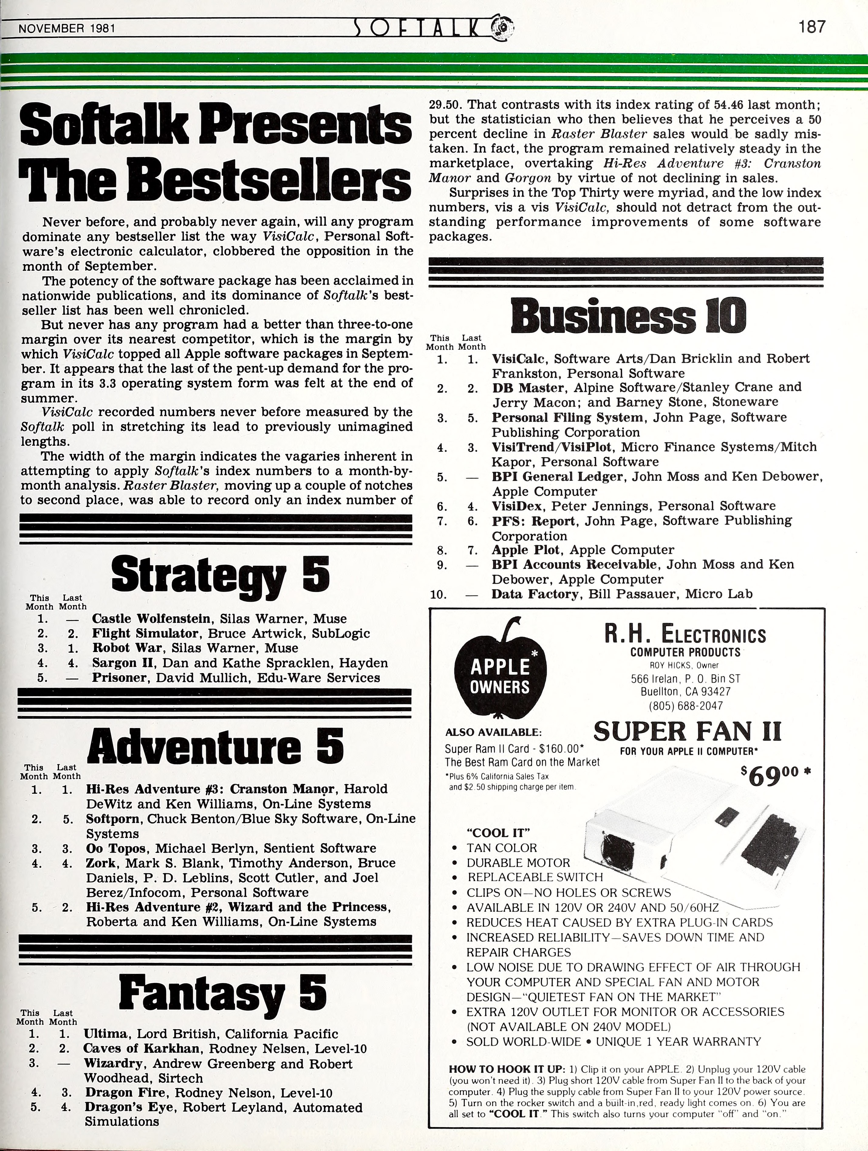 NOVEMBER 1981
SOFTALK
187
Softalk Presents
The Bestsellers
Never before, and probably never again, will any program
dominate any bestseller list the way VisiCalc, Personal Soft-
ware's electronic calculator, clobbered the opposition in the
month of September.
The potency of the software package has been acclaimed in
nationwide publications, and its dominance of Softalk's best-
seller list has been well chronicled.
But never has any program had a better than three-to-one
margin over its nearest competitor, which is the margin by
which VisiCalc topped all Apple software packages in Septem-
ber. It appears that the last of the pent-up demand for the pro-
gram in its 3.3 operating system form was felt at the end of
summer.
VisiCalc recorded numbers never before measured by the
Softalk poll in stretching its lead to previously unimagined
lengths.
The width of the margin indicates the vagaries inherent in
attempting to apply Softalk's index numbers to a month-by-
month analysis. Raster Blaster, moving up a couple of notches
to second place, was able to record only an index number of
29.50. That contrasts with its index rating of 54.46 last month;
but the statistician who then believes that he perceives a 50
percent decline in Raster Blaster sales would be sadly mis-
taken. In fact, the program remained relatively steady in the
marketplace, overtaking Hi-Res Adventure #3: Cranston
Manor and Gorgon by virtue of not declining in sales.
Surprises in the Top Thirty were myriad, and the low index
numbers, vis a vis VisiCalc, should not detract from the out-
standing performance improvements of some software
packages.
Strategy 5
This Last
Month Month
1. — Castle Wolfenstein, Silas Warner, Muse
2. 2. Flight Simulator, Bruce Artwick, SubLogic
3. 1. Robot War, Silas Warner, Muse
4. 4. Sargon II, Dan and Kathe Spracklen, Hayden
5. — Prisoner, David Mullich, Edu-Ware Services
Adventure 5
This Last
Month Month
1. 1. Hi-Res Adventure #3: Cranston Manor, Harold
DeWitz and Ken Williams, On-Line Systems
2. 5. Softporn, Chuck Benton/Blue Sky Software, On-Line
Systems
3. 3. Oo Topos, Michael Berlyn, Sentient Software
4. 4. Zork, Mark S. Blank, Timothy Anderson, Bruce
Daniels, P. D. Leblins, Scott Cutler, and Joel
Berez/Infocom, Personal Software
5. 2. Hi-Res Adventure #2, Wizard and the Princess,
Roberta and Ken Williams, On-Line Systems
Fantasy 5
This Last
Month Month
1. 1. Ultima, Lord British, California Pacific
2. 2. Caves of Karkhan, Rodney Nelsen, Level-10
3. — Wizardry, Andrew Greenberg and Robert
Woodhead, Sirtech
4. 3. Dragon Fire, Rodney Nelsen, Level-10
5. 4. Dragon's Eye, Robert Leyland, Automated
Simulations
Business 10
This Last
Month Month
1. 1. VisiCalc, Software Arts/Dan Bricklin and Robert
Frankston, Personal Software
2. 2. DB Master, Alpine Software/Stanley Crane and
Jerry Macon; and Barney Stone, Stoneware
3. 5. Personal Filing System, John Page, Software
Publishing Corporation
4. 3. VisiTrend/VisiPlot, Micro Finance Systems/Mitch
Kapor, Personal Software
5. — BPI General Ledger, John Moss and Ken Debower,
Apple Computer
6. 4. VisiDex, Peter Jennings, Personal Software
7. 6. PFS: Report, John Page, Software Publishing
Corporation
8. 7. Apple Plot, Apple Computer
9. — BPI Accounts Receivable, John Moss and Ken
Debower, Apple Computer
10. — Data Factory, Bill Passauer, Micro Lab
APPLE*
OWNERS
R.H. ELECTRONICS
COMPUTER PRODUCTS
ROY HICKS, Owner
566 Irelan, P. O. Bin ST
Buellton, CA 93427
(805) 688-2047
ALSO AVAILABLE:
Super Ram II Card - $160.00*
The Best Ram Card on the Market
*Plus 6% California Sales Tax
and $2.50 shipping charge per item.
SUPER FAN II
FOR YOUR APPLE II COMPUTER*
$69.00 *
"COOL IT"
• TAN COLOR
• DURABLE MOTOR
• REPLACEABLE SWITCH
• CLIPS ON—NO HOLES OR SCREWS
• AVAILABLE IN 120V OR 240V AND 50/60HZ
• REDUCES HEAT CAUSED BY EXTRA PLUG-IN CARDS
• INCREASED RELIABILITY—SAVES DOWN TIME AND
REPAIR CHARGES
• LOW NOISE DUE TO DRAWING EFFECT OF AIR THROUGH
YOUR COMPUTER AND SPECIAL FAN AND MOTOR
DESIGN—"QUIETEST FAN ON THE MARKET"
• EXTRA 120V OUTLET FOR MONITOR OR ACCESSORIES
(NOT AVAILABLE ON 240V MODEL)
• SOLD WORLD-WIDE • UNIQUE 1 YEAR WARRANTY
HOW TO HOOK IT UP: 1) Clip it on your APPLE. 2) Unplug your 120V cable
(you won't need it). 3) Plug short 120V cable from Super Fan II to the back of your
computer. 4) Plug the supply cable from Super Fan II to your 120V power source.
5) Turn on the rocker switch and a built-in,red, ready light comes on. 6) You are
all set to "COOL IT." This switch also turns your computer "off" and "on."